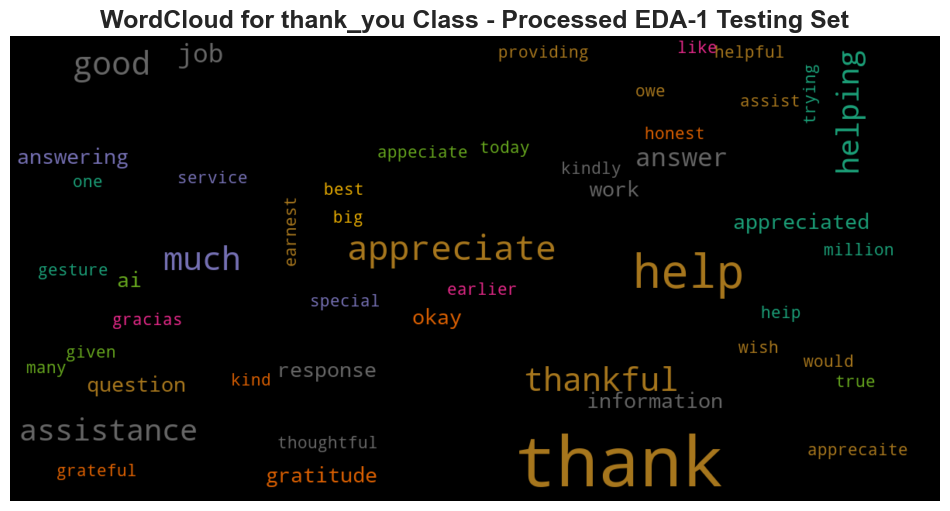 WordCloud for thank_you Class - Processed EDA-1 Testing Set
good
job
providing
like
helpful
helping
trying
owe
assist
honest
answering
appeciate
today
answer
kindly
one
service
best
work
big
earnest
appreciated
much
appreciate
million
gesture
ai
help
special
earlier
gracias
okay
heip
given
many
wish
would
question
kind
response
thankful
true
information
assistance
thoughtful
thank
apprecaite
grateful
gratitude